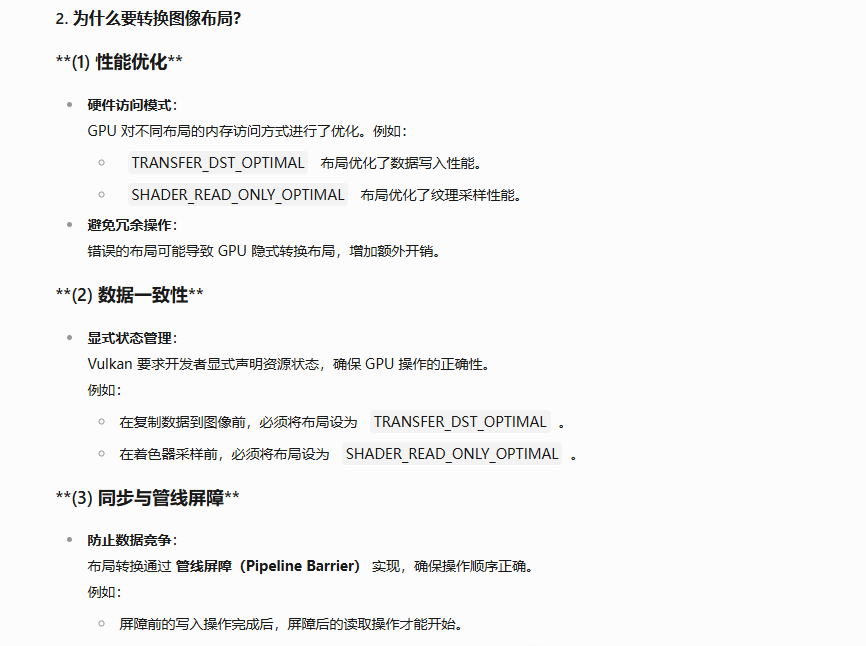 2. 为什么要转换图像布局?
**(1) 性能优化**
硬件访问模式：
GPU 对不同布局的内存访问方式进行了优化。例如：
TRANSFER_DST_OPTIMAL 布局优化了数据写入性能。
SHADER_READ_ONLY_OPTIMAL 布局优化了纹理采样性能。
避免冗余操作：
错误的布局可能导致 GPU 隐式转换布局，增加额外开销。
**(2) 数据一致性**
显式状态管理：
Vulkan 要求开发者显式声明资源状态，确保 GPU 操作的正确性。
例如：
在复制数据到图像前，必须将布局设为 TRANSFER_DST_OPTIMAL 。
在着色器采样前，必须将布局设为 SHADER_READ_ONLY_OPTIMAL 。
**(3) 同步与管线屏障**
防止数据竞争：
布局转换通过 管线屏障（Pipeline Barrier） 实现，确保操作顺序正确。
例如：
屏障前的写入操作完成后，屏障后的读取操作才能开始。